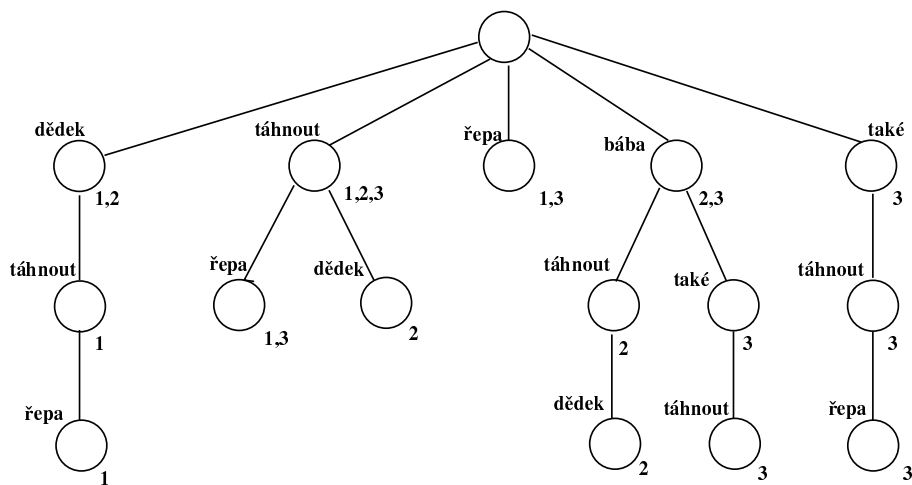 dědek
táhnout
řepa
bába
také
1,2
1,2,3
1,3
2,3
3
táhnout
řepa
dědek
táhnout
také
táhnout
1
1,3
2
2
3
3
řepa
dědek
táhnout
řepa
1
2
3
3